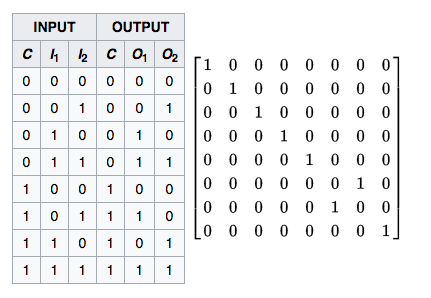 INPUT OUTPUT
C I1 I2 C O1 O2
0 0 0 0 0 0
0 0 1 0 0 1
0 1 0 0 1 0
0 1 1 0 1 1
1 0 0 1 0 0
1 0 1 1 1 0
1 1 0 1 0 1
1 1 1 1 1 1
1 0 0 0 0 0 0 0
0 1 0 0 0 0 0 0
0 0 1 0 0 0 0 0
0 0 0 1 0 0 0 0
0 0 0 0 1 0 0 0
0 0 0 0 0 0 1 0
0 0 0 0 0 1 0 0
0 0 0 0 0 0 0 1